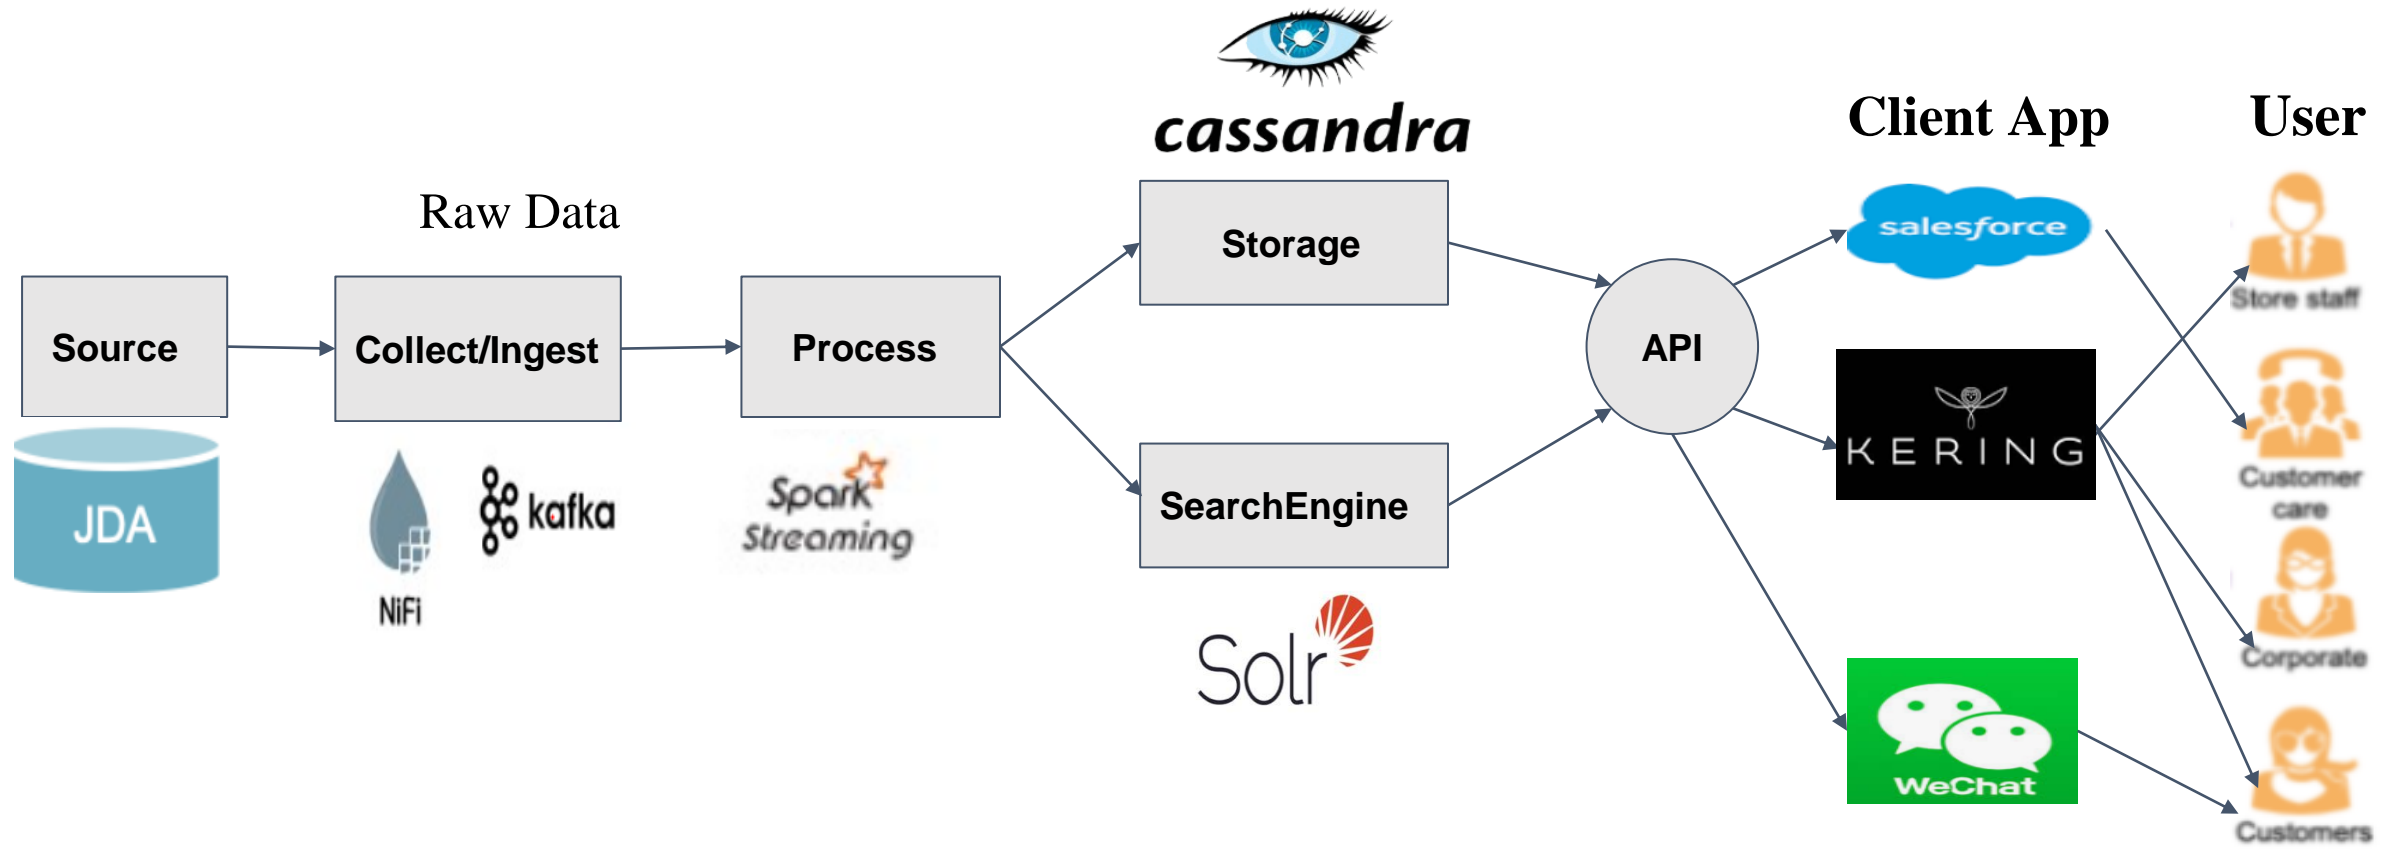 cassandra
Client App
User
Raw Data
Storage
salesforce
Store staff
Source
Collect/Ingest
Process
API
KERING
Customer
care
SearchEngine
JDA
NiFi
kafka
Spark
Streaming
Solr
Corporate
WeChat
Customers